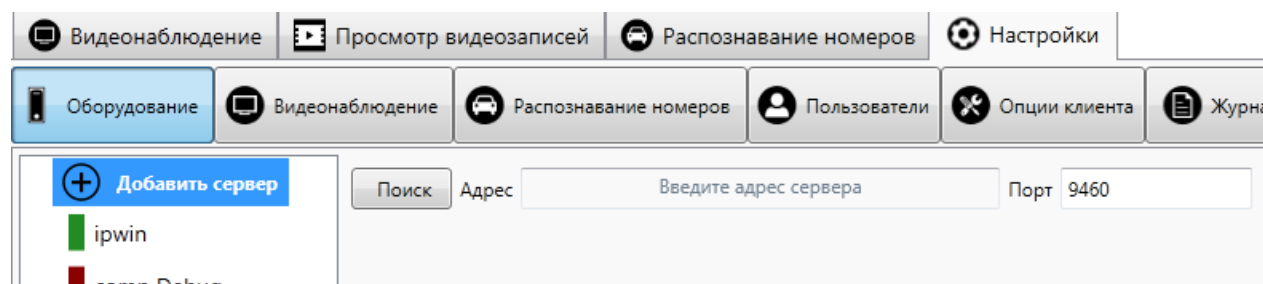 Видеонаблюдение Просмотр видеозаписей Распознавание номеров Настройки
Оборудование Видеонаблюдение Распознавание номеров Пользователи Опции клиента
Добавить сервер Поиск Адрес Введите адрес сервера Порт 9460
ipwin